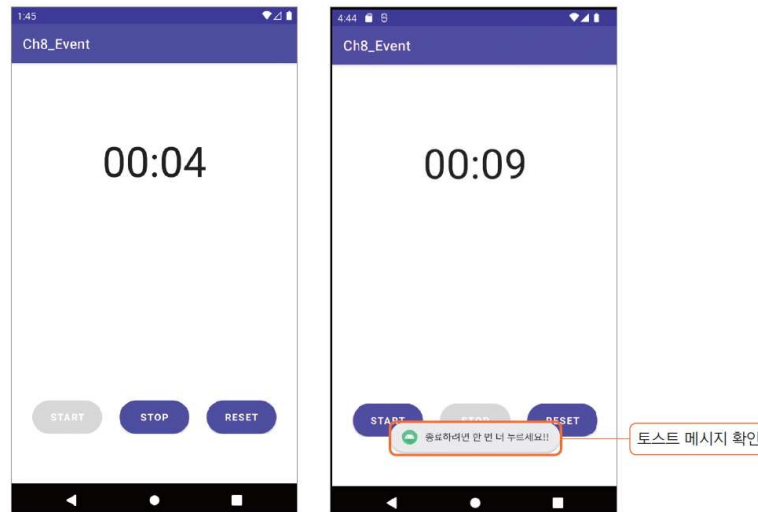 1:45
Ch8_Event
00:04
START
STOP
RESET
4:44
Ch8_Event
00:09
START
STOP
RESET
종료하려면 한 번 더 누르세요!!
토스트 메시지 확인